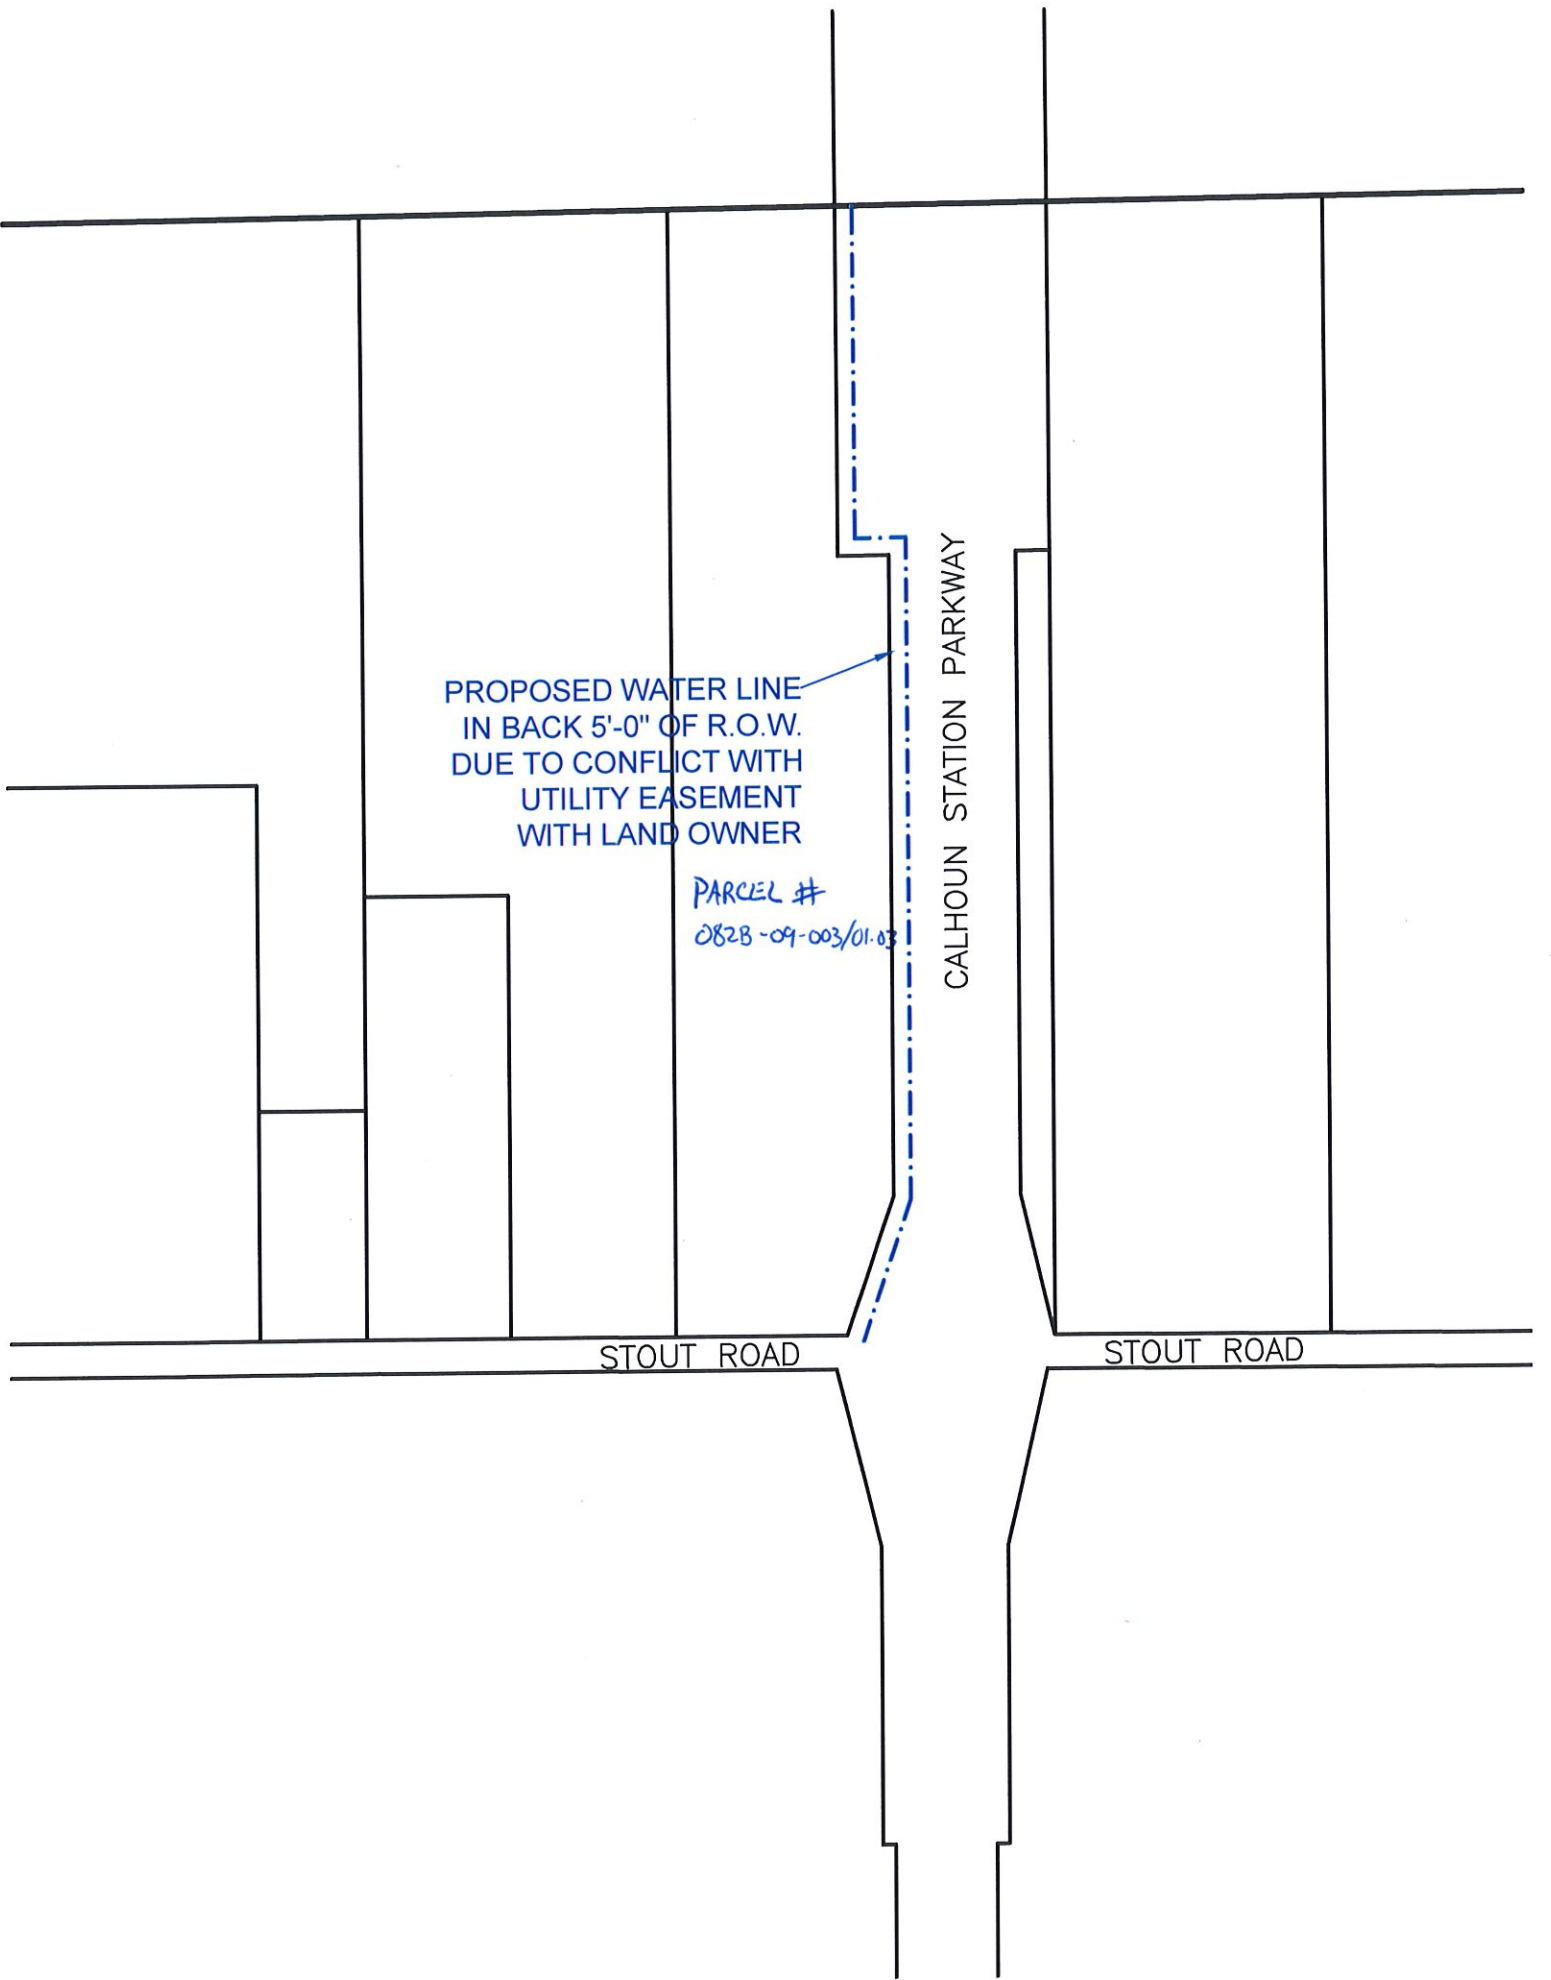 PROPOSED WATER LINE
IN BACK 5'-0" OF R.O.W.
DUE TO CONFLICT WITH
UTILITY EASEMENT
WITH LAND OWNER
PARCEL #
082B-09-003/01.03
CALHOUN STATION PARKWAY
STOUT ROAD
STOUT ROAD